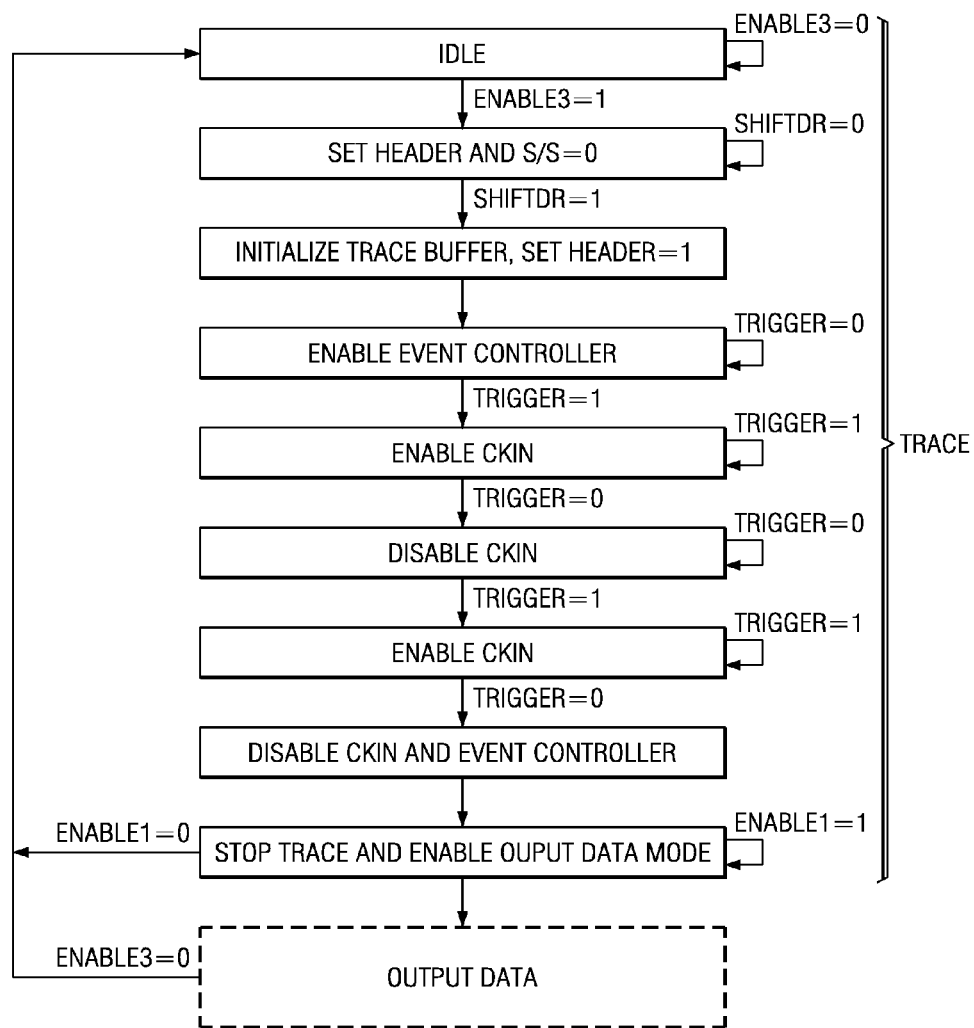 ENABLE3=0
IDLE
ENABLE3=1
SHIFTDR=0
SET HEADER AND S/S=0
SHIFTDR=1
INITIALIZE TRACE BUFFER, SET HEADER=1
TRIGGER=0
ENABLE EVENT CONTROLLER
TRIGGER=1
TRIGGER=1
ENABLE CKIN
TRACE
TRIGGER=0
TRIGGER=0
DISABLE CKIN
TRIGGER=1
TRIGGER=1
ENABLE CKIN
TRIGGER=0
DISABLE CKIN AND EVENT CONTROLLER
ENABLE1=0
ENABLE1=1
STOP TRACE AND ENABLE OUPUT DATA MODE
ENABLE3=0
OUTPUT DATA